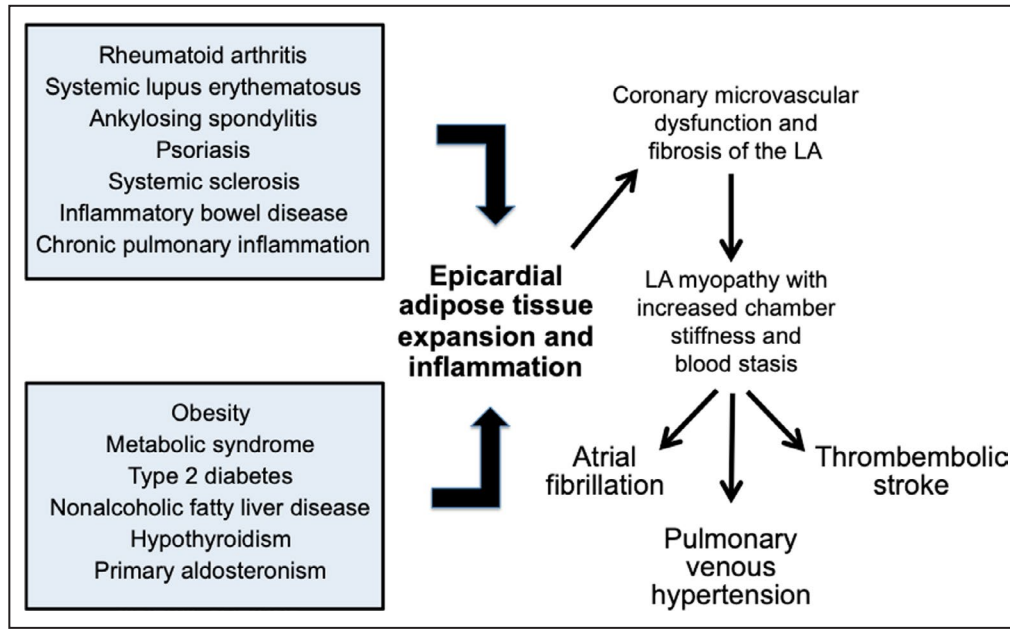 Rheumatoid arthritis
Systemic lupus erythematosus
Ankylosing spondylitis
Psoriasis
Systemic sclerosis
Inflammatory bowel disease
Chronic pulmonary inflammation
Obesity
Metabolic syndrome
Type 2 diabetes
Nonalcoholic fatty liver disease
Hypothyroidism
Primary aldosteronism
Epicardial
adipose tissue
expansion and
inflammation
Coronary microvascular
dysfunction and
fibrosis of the LA
LA myopathy with
increased chamber
stiffness and
blood stasis
Atrial
fibrillation
Pulmonary
venous
hypertension
Thrombembolic
stroke